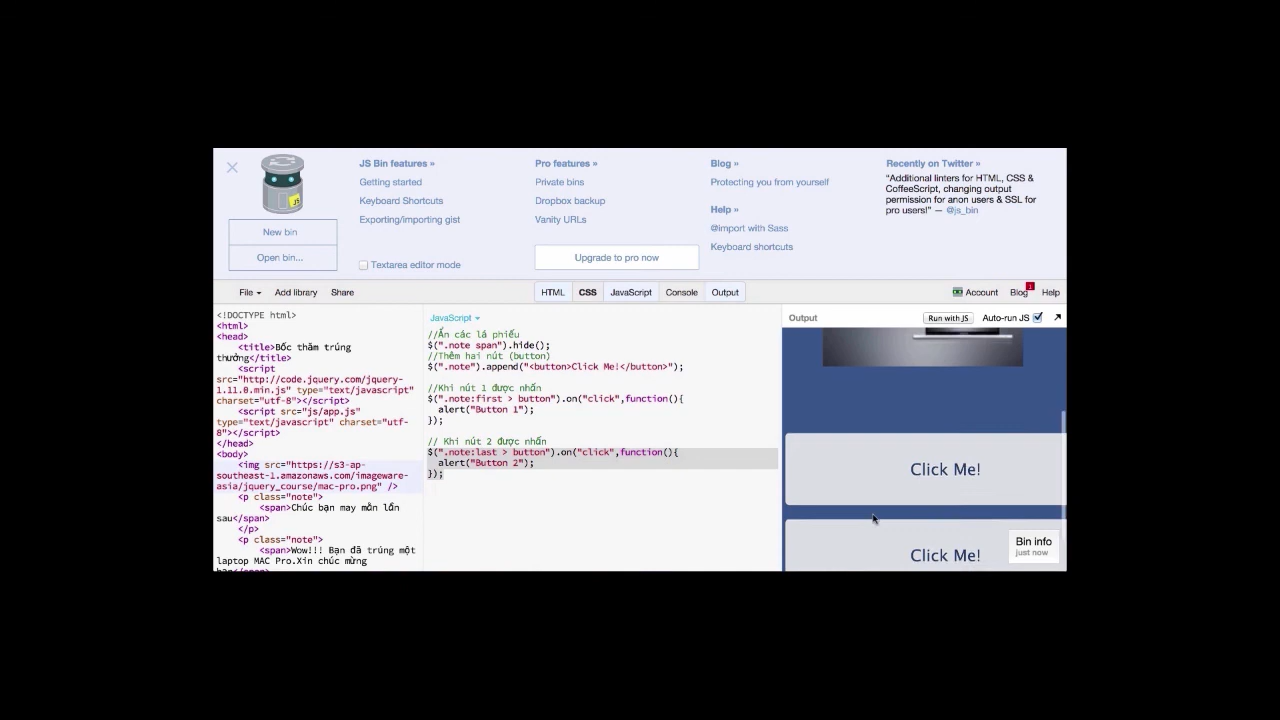 JS Bin features »
Getting started
Keyboard Shortcuts
Exporting/importing gist
Textarea editor mode
New bin
Open bin...
JS
Pro features »
Private bins
Dropbox backup
Vanity URLs
Upgrade to pro now
Blog »
Protecting you from yourself
Help »
@import with Sass
Keyboard shortcuts
Recently on Twitter »
"Additional linters for HTML, CSS &
CoffeeScript, changing output
permission for anon users & SSL for
pro users!" — @js_bin
File Add library Share HTML CSS JavaScript Console Output Account Blog 1 Help
<!DOCTYPE html>
<html>
<head>
<title>Bốc thăm trúng
thưởng</title>
<script
src="http://code.jquery.com/jquery-
1.11.0.min.js" type="text/javascript"
charset="utf-8"></script>
<script src="js/app.js"
type="text/javascript" charset="utf-
8"></script>
</head>
<body>
<img src="https://s3-ap-
southeast-1.amazonaws.com/imageware-
asia/jquery_course/mac-pro.png" />
<p class="note">
<span>Chúc bạn may mắn lần
sau</span>
</p>
<p class="note">
<span>Wow!!! Bạn đã trúng một
laptop MAC Pro.Xin chúc mừng
bạn</span>
JavaScript
//Ẩn các lá phiếu
$(".note span").hide();
//Thêm hai nút (button)
$(".note").append("<button>Click Me!</button>");
//Khi nút 1 được nhấn
$(".note:first > button").on("click",function(){
alert("Button 1");
});
// Khi nút 2 được nhấn
$(".note:last > button").on("click",function(){
alert("Button 2");
});
Output Run with JS Auto-run JS
Click Me!
Click Me!
Bin info
just now